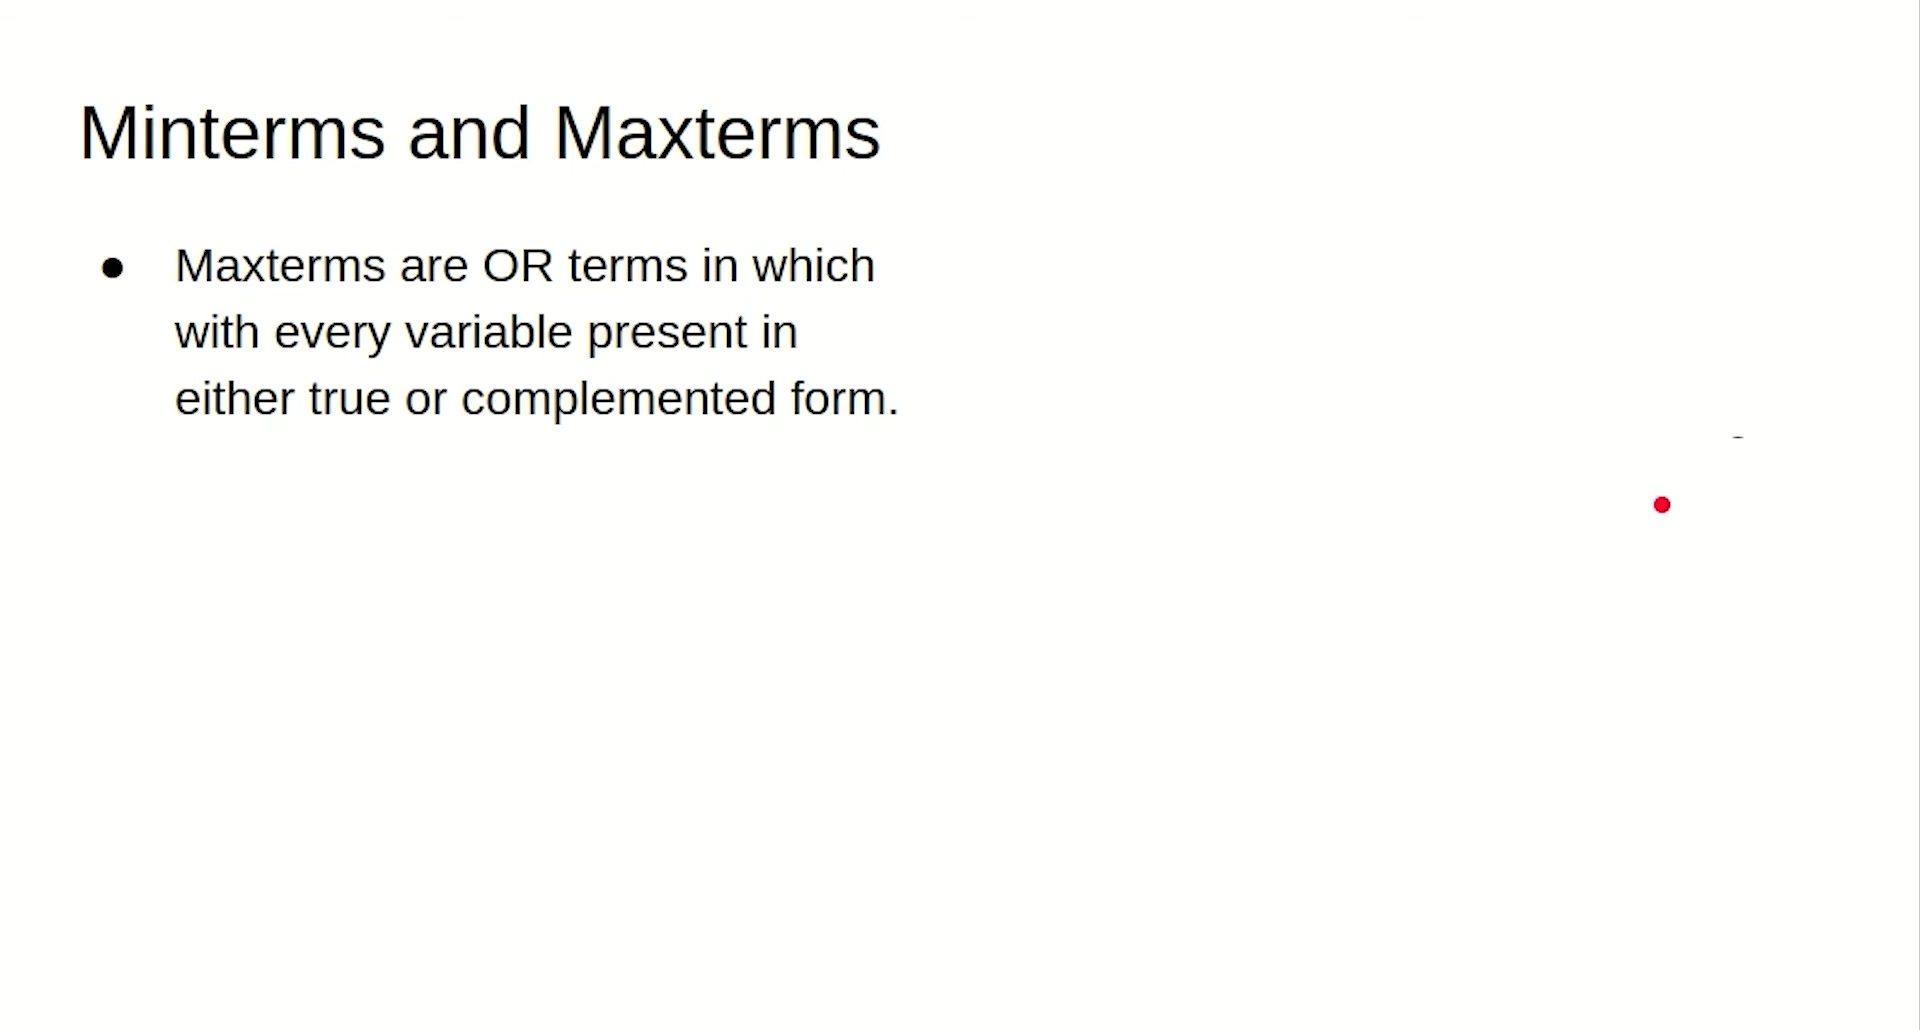 Minterms and Maxterms
● Maxterms are OR terms in which
with every variable present in
either true or complemented form.